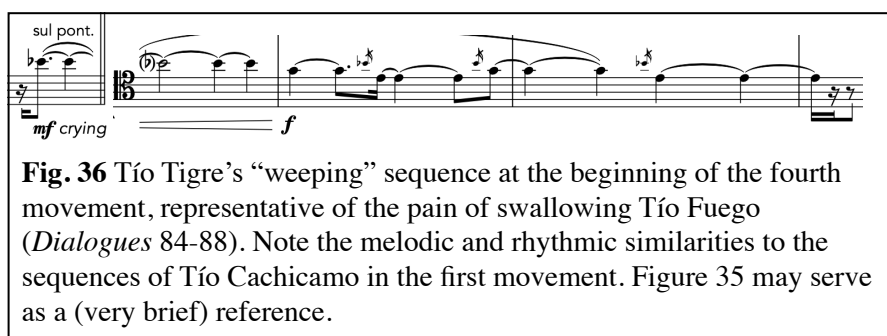 sul pont.
mf crying
f
Fig. 36 Tío Tigre’s “weeping” sequence at the beginning of the fourth
movement, representative of the pain of swallowing Tío Fuego
(Dialogues 84-88). Note the melodic and rhythmic similarities to the
sequences of Tío Cachicamo in the first movement. Figure 35 may serve
as a (very brief) reference.